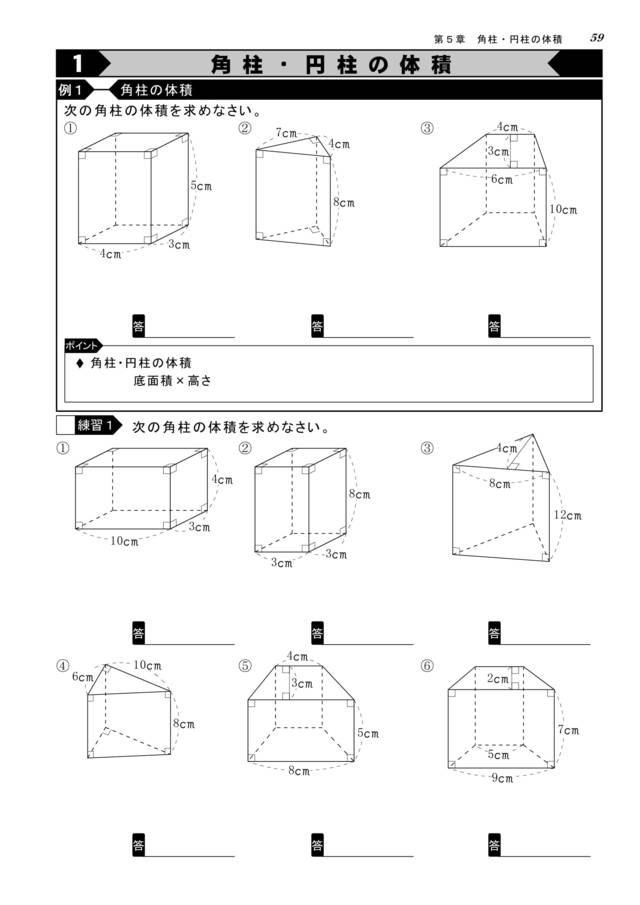 第5章 角柱・円柱の体積 59
1 角柱・円柱の体積
例1 角柱の体積
次の角柱の体積を求めなさい。
① ② ③
5cm
3cm
4cm
7cm
4cm
8cm
4cm
3cm
6cm
10cm
答 答 答
ポイント
♦ 角柱・円柱の体積
底面積×高さ
練習1 次の角柱の体積を求めなさい。
① ② ③
4cm
3cm
10cm
8cm
3cm
3cm
4cm
8cm
12cm
答 答 答
④ ⑤ ⑥
6cm
10cm
8cm
4cm
3cm
5cm
8cm
2cm
7cm
5cm
9cm
答 答 答